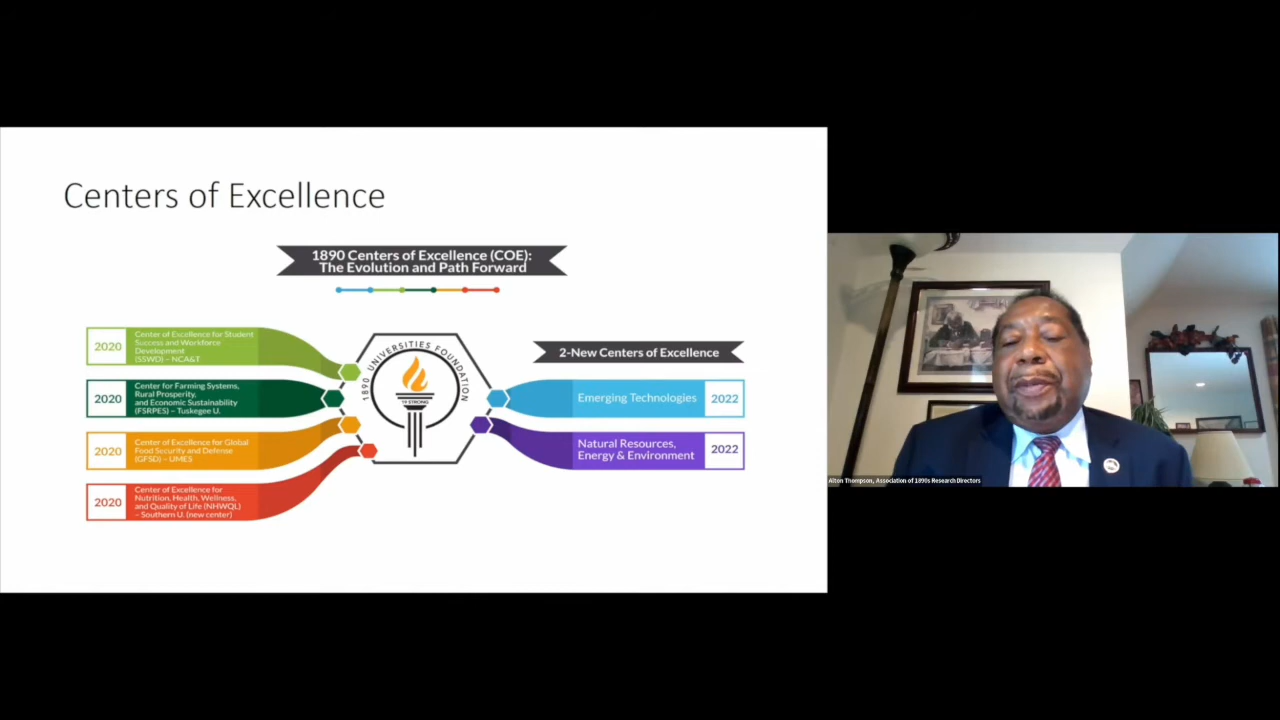 Centers of Excellence
1890 Centers of Excellence (COE):
The Evolution and Path Forward
2020
Center of Excellence for Student
Success and Workforce
Development
(SSWD) – NCA&T
2020
Center for Farming Systems,
Rural Prosperity,
and Economic Sustainability
(FSRPES) – Tuskegee U.
2020
Center of Excellence for Global
Food Security and Defense
(GFSD) – UMES
2020
Center of Excellence for
Nutrition, Health, Wellness,
and Quality of Life (NHWQL)
– Southern U. (new center)
1890 UNIVERSITIES FOUNDATION
19 STRONG
2-New Centers of Excellence
Emerging Technologies
2022
Natural Resources,
Energy & Environment
2022
Alton Thompson, Association of 1890s Research Directors